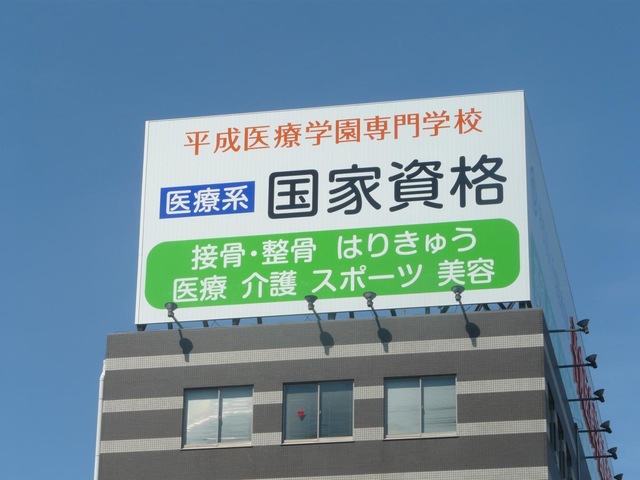 平成医療学園専門学校
医療系 国家資格
接骨・整骨 はりきゅう
医療 介護 スポーツ 美容